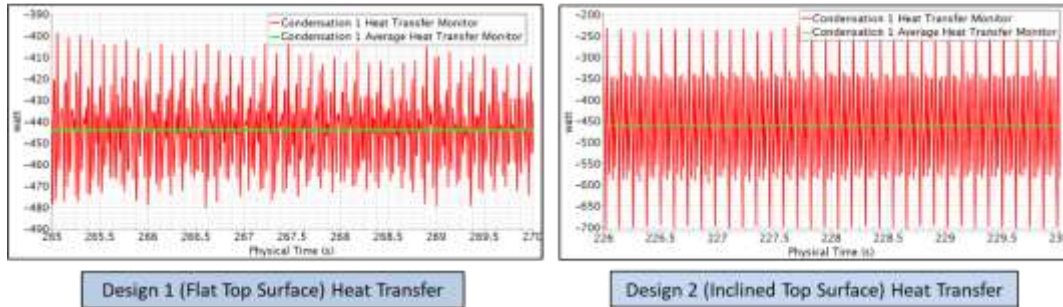 Condensation 1 Heat Transfer Monitor
Condensation 1 Average Heat Transfer Monitor
-390
-400
-410
-420
-430
-440
-450
-460
-470
-480
-490
watt
265 265.5 266 266.5 267 267.5 268 268.5 269 269.5 270
Physical Time (s)
Design 1 (Flat Top Surface) Heat Transfer
Condensation 1 Heat Transfer Monitor
Condensation 1 Average Heat Transfer Monitor
-200
-250
-300
-350
-400
-450
-500
-550
-600
-650
-700
watt
226 226.5 227 227.5 228 228.5 229 229.5
Physical Time (s)
Design 2 (Inclined Top Surface) Heat Transfer